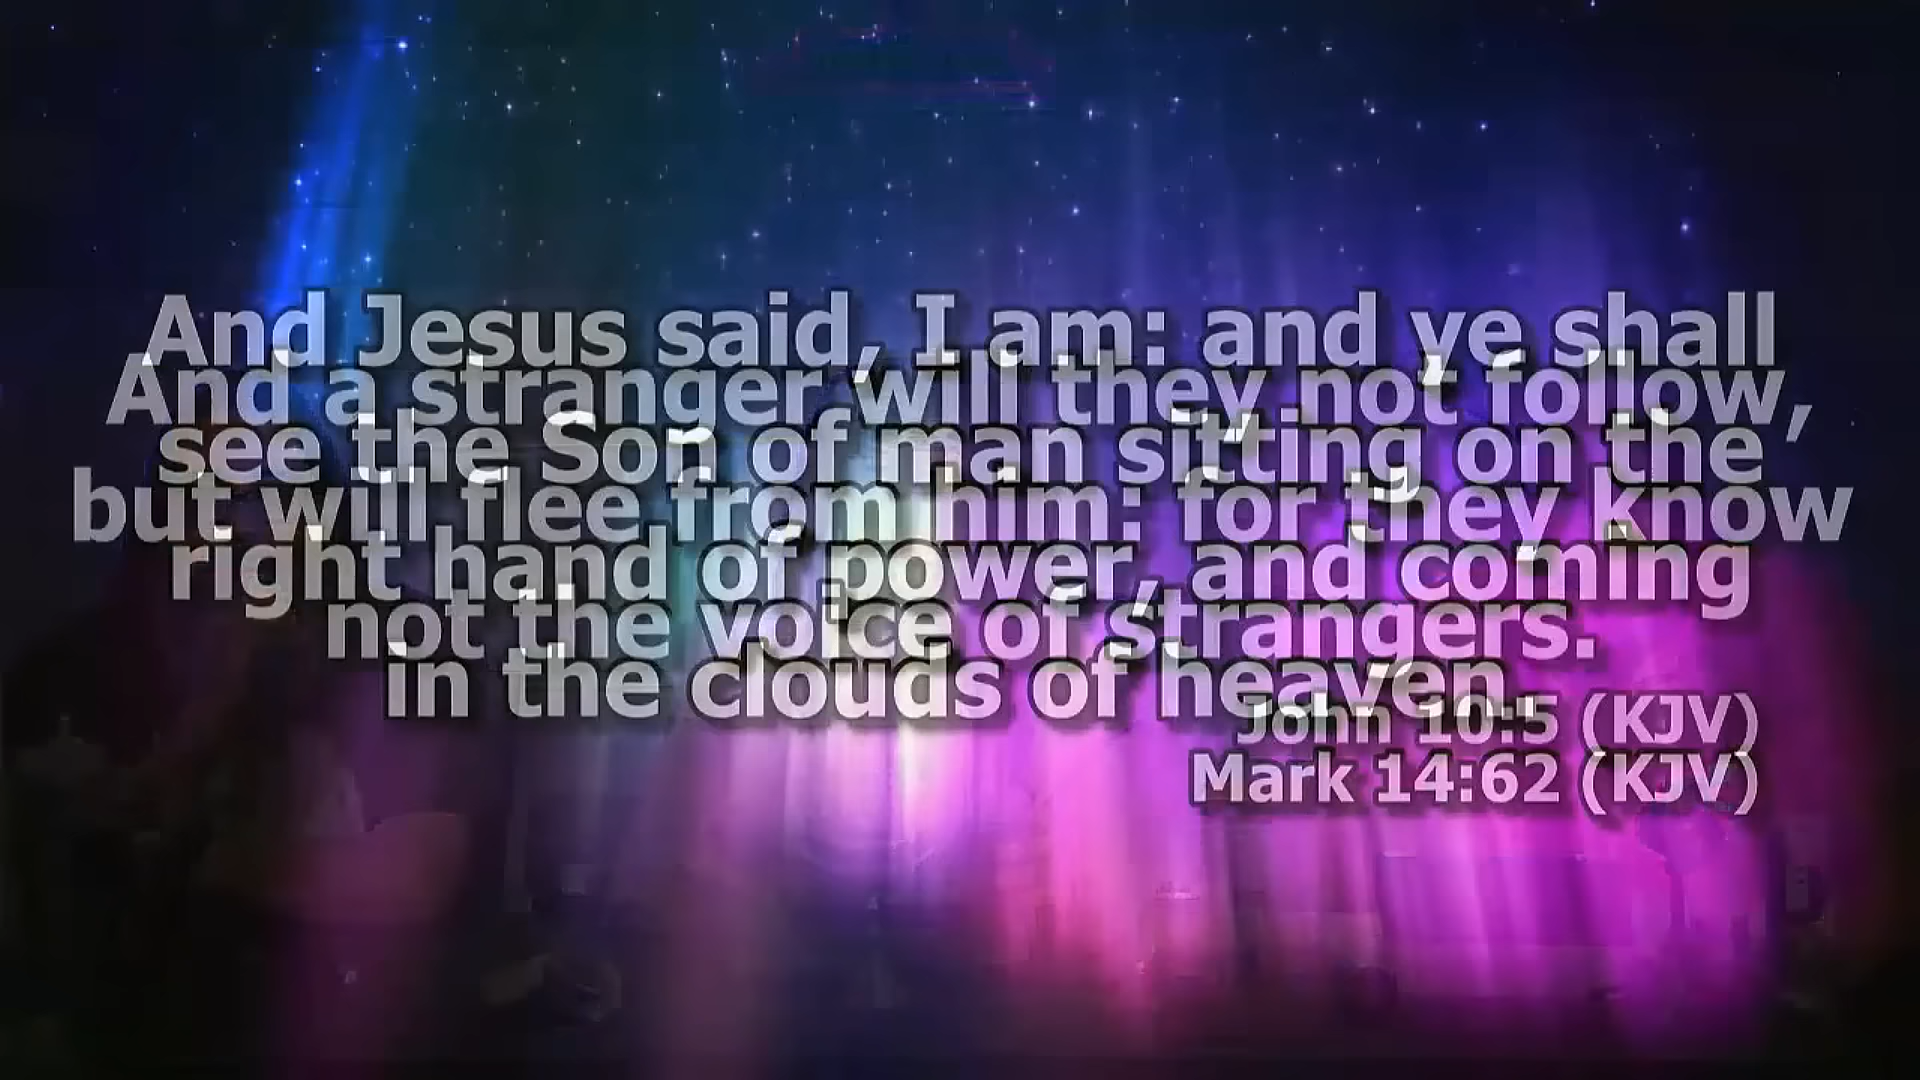 And Jesus said, I am: and ye shall
And a stranger will they not follow,
see the Son of man sitting on the
but will flee from him: for they know
right hand of power, and coming
not the voice of strangers.
in the clouds of heaven.
John 10:5 (KJV)
Mark 14:62 (KJV)